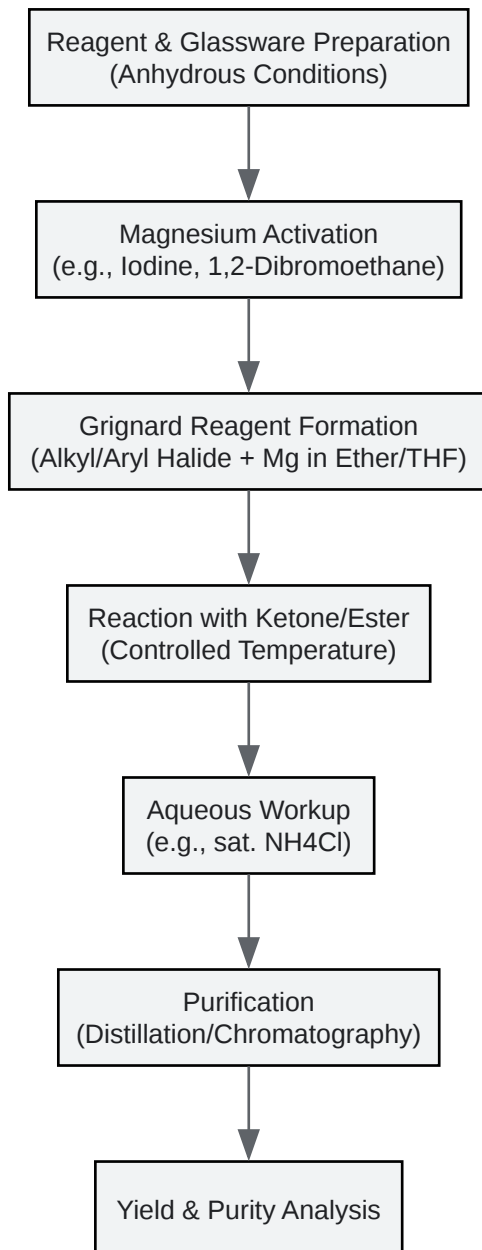 Reagent & Glassware Preparation
(Anhydrous Conditions)
Magnesium Activation
(e.g., Iodine, 1,2-Dibromoethane)
Grignard Reagent Formation
(Alkyl/Aryl Halide + Mg in Ether/THF)
Reaction with Ketone/Ester
(Controlled Temperature)
Aqueous Workup
(e.g., sat. NH4Cl)
Purification
(Distillation/Chromatography)
Yield & Purity Analysis